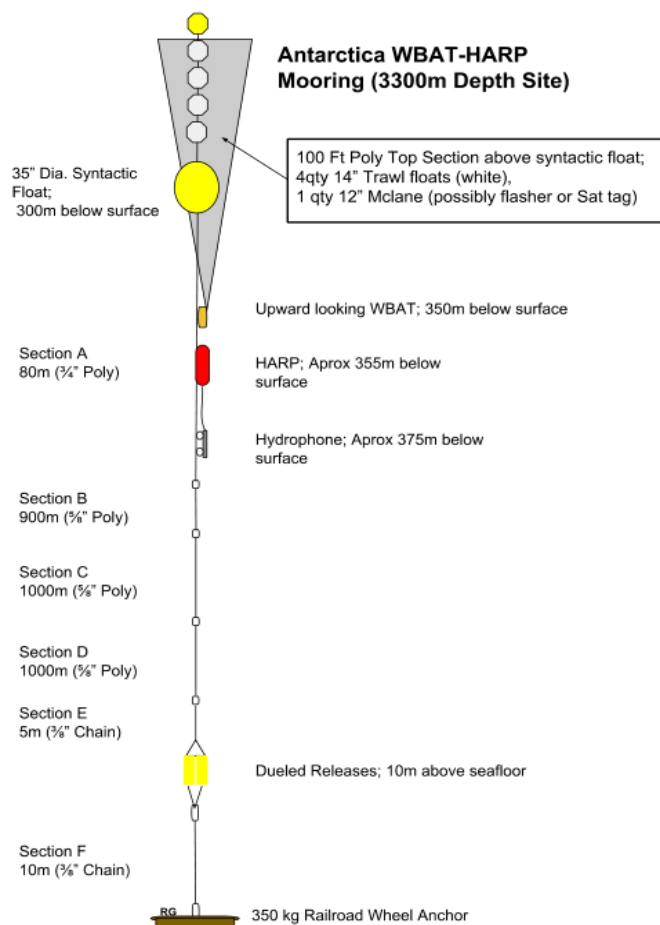 Antarctica WBAT-HARP
Mooring (3300m Depth Site)
100 Ft Poly Top Section above syntactic float;
4qty 14” Trawl floats (white),
1 qty 12” Mclane (possibly flasher or Sat tag)
35” Dia. Syntactic
Float;
300m below surface
Upward looking WBAT; 350m below surface
Section A
80m (¾” Poly)
HARP; Aprox 355m below
surface
Hydrophone; Aprox 375m below
surface
Section B
900m (⅝” Poly)
Section C
1000m (⅝” Poly)
Section D
1000m (⅝” Poly)
Section E
5m (⅜” Chain)
Dueled Releases; 10m above seafloor
Section F
10m (⅜” Chain)
RG
350 kg Railroad Wheel Anchor